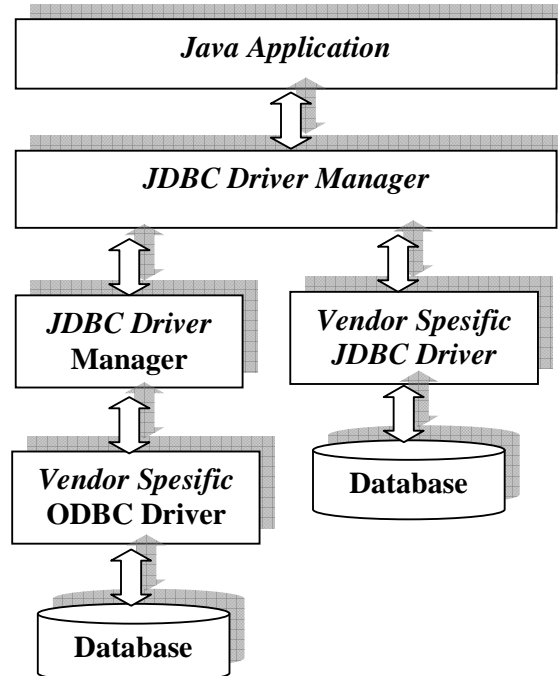 Java Application
JDBC Driver Manager
JDBC Driver
Manager
Vendor Spesific
JDBC Driver
Vendor Spesific
ODBC Driver
Database
Database